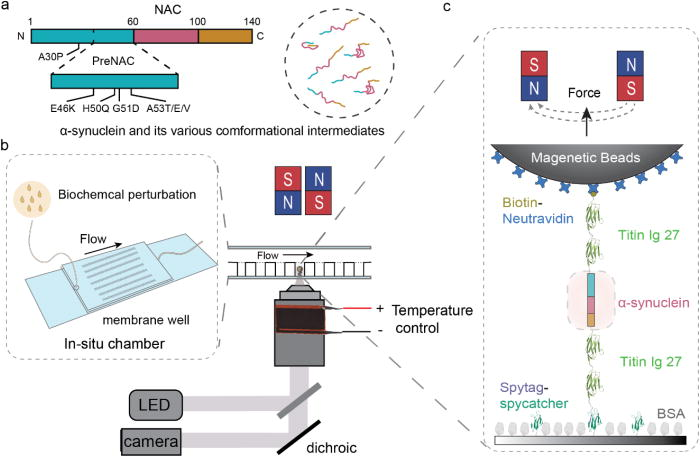 a
NAC
1
60
100
140
N
C
A30P
PreNAC
E46K
H50Q
G51D
A53T/E/V
α-synuclein and its various comformational intermediates
b
Biochemical perturbation
Flow
membrane well
In-situ chamber
S
N
N
S
Flow
+
-
Temperature
control
LED
camera
dichroic
c
S
N
N
S
Force
Magenetic Beads
Biotin-
Neutravidin
Titin Ig 27
α-synuclein
Titin Ig 27
Spytag-
spycatcher
BSA